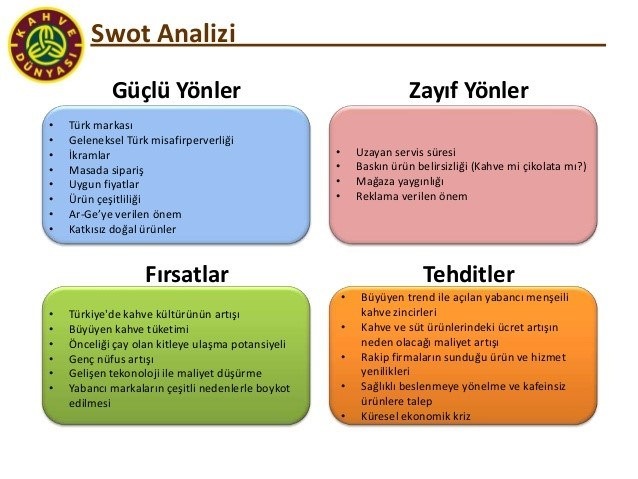 KAHVE
DÜNYASI
Swot Analizi
Güçlü Yönler
• Türk markası
• Geleneksel Türk misafirperverliği
• İkramlar
• Masada sipariş
• Uygun fiyatlar
• Ürün çeşitliliği
• Ar-Ge'ye verilen önem
• Katkısız doğal ürünler
Zayıf Yönler
• Uzayan servis süresi
• Baskın ürün belirsizliği (Kahve mi çikolata mı?)
• Mağaza yaygınlığı
• Reklama verilen önem
Fırsatlar
• Türkiye'de kahve kültürünün artışı
• Büyüyen kahve tüketimi
• Önceliği çay olan kitleye ulaşma potansiyeli
• Genç nüfus artışı
• Gelişen tekonoloji ile maliyet düşürme
• Yabancı markaların çeşitli nedenlerle boykot
edilmesi
Tehditler
• Büyüyen trend ile açılan yabancı menşeili
kahve zincirleri
• Kahve ve süt ürünlerindeki ücret artışın
neden olacağı maliyet artışı
• Rakip firmaların sunduğu ürün ve hizmet
yenilikleri
• Sağlıklı beslenmeye yönelme ve kafeinsiz
ürünlere talep
• Küresel ekonomik kriz